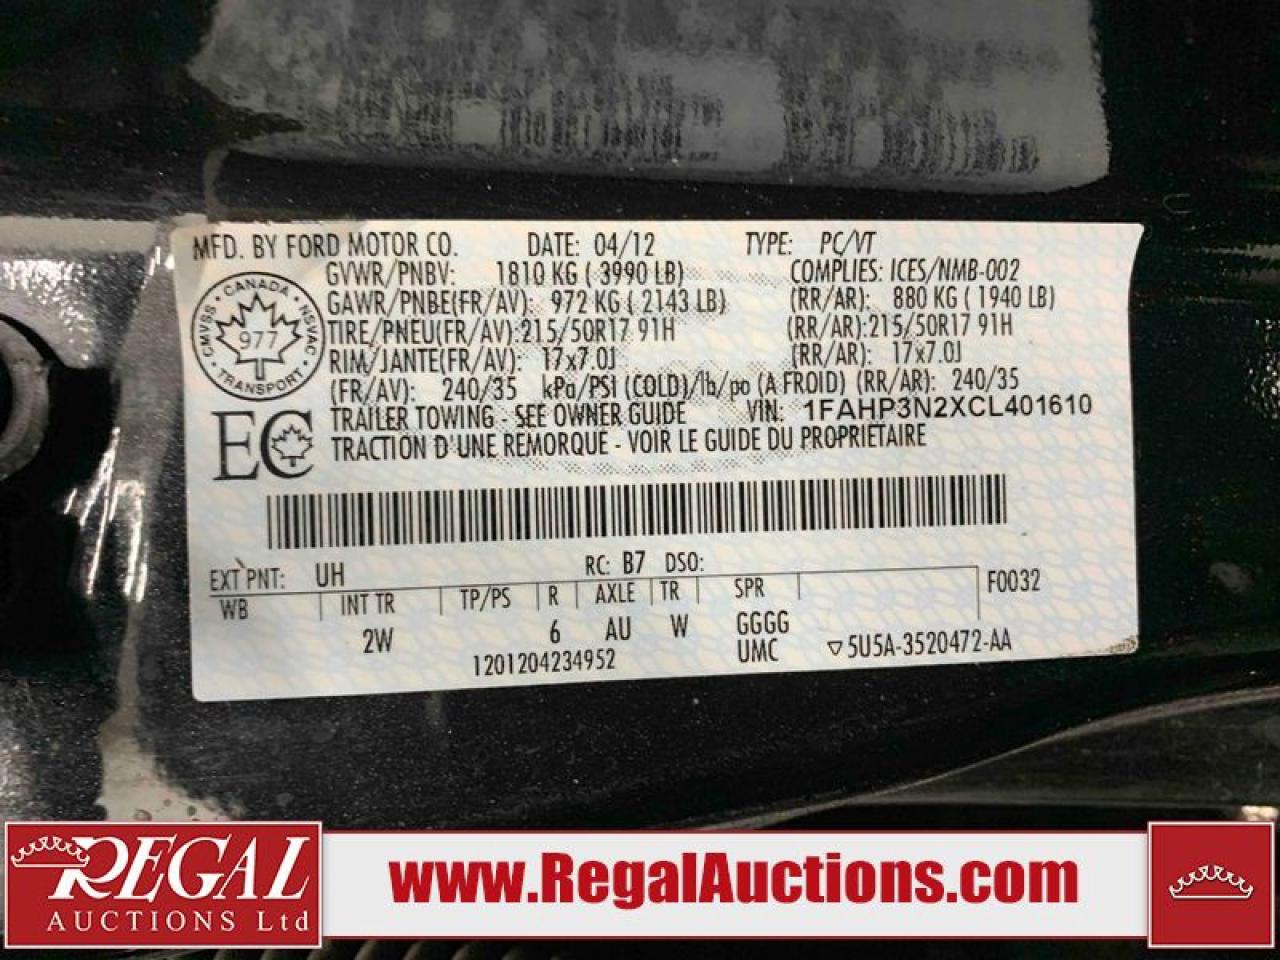 MFD. BY FORD MOTOR CO. DATE: 04/12 TYPE: PC/VT
GVWR/PNBV: 1810 KG ( 3990 LB) COMPLIES: ICES/NMB-002
GAWR/PNBE(FR/AV): 972 KG ( 2143 LB) (RR/AR): 880 KG ( 1940 LB)
TIRE/PNEU(FR/AV):215/50R17 91H (RR/AR):215/50R17 91H
RIM/JANTE(FR/AV): 17x7.0J (RR/AR): 17x7.0J
(FR/AV): 240/35 kPa/PSI (COLD)/lb/po (A FROID) (RR/AR): 240/35
TRAILER TOWING - SEE OWNER GUIDE VIN: 1FAHP3N2XCL401610
TRACTION D'UNE REMORQUE - VOIR LE GUIDE DU PROPRIETAIRE
CANADA
CMVSS • NSVAC
977
TRANSPORT
EC
EXT PNT: UH RC: B7 DSO:
WB INT TR TP/PS R AXLE TR SPR F0032
2W 6 AU W GGGG
1201204234952 UMC ▽5U5A-3520472-AA
REGAL
AUCTIONS Ltd
www.RegalAuctions.com